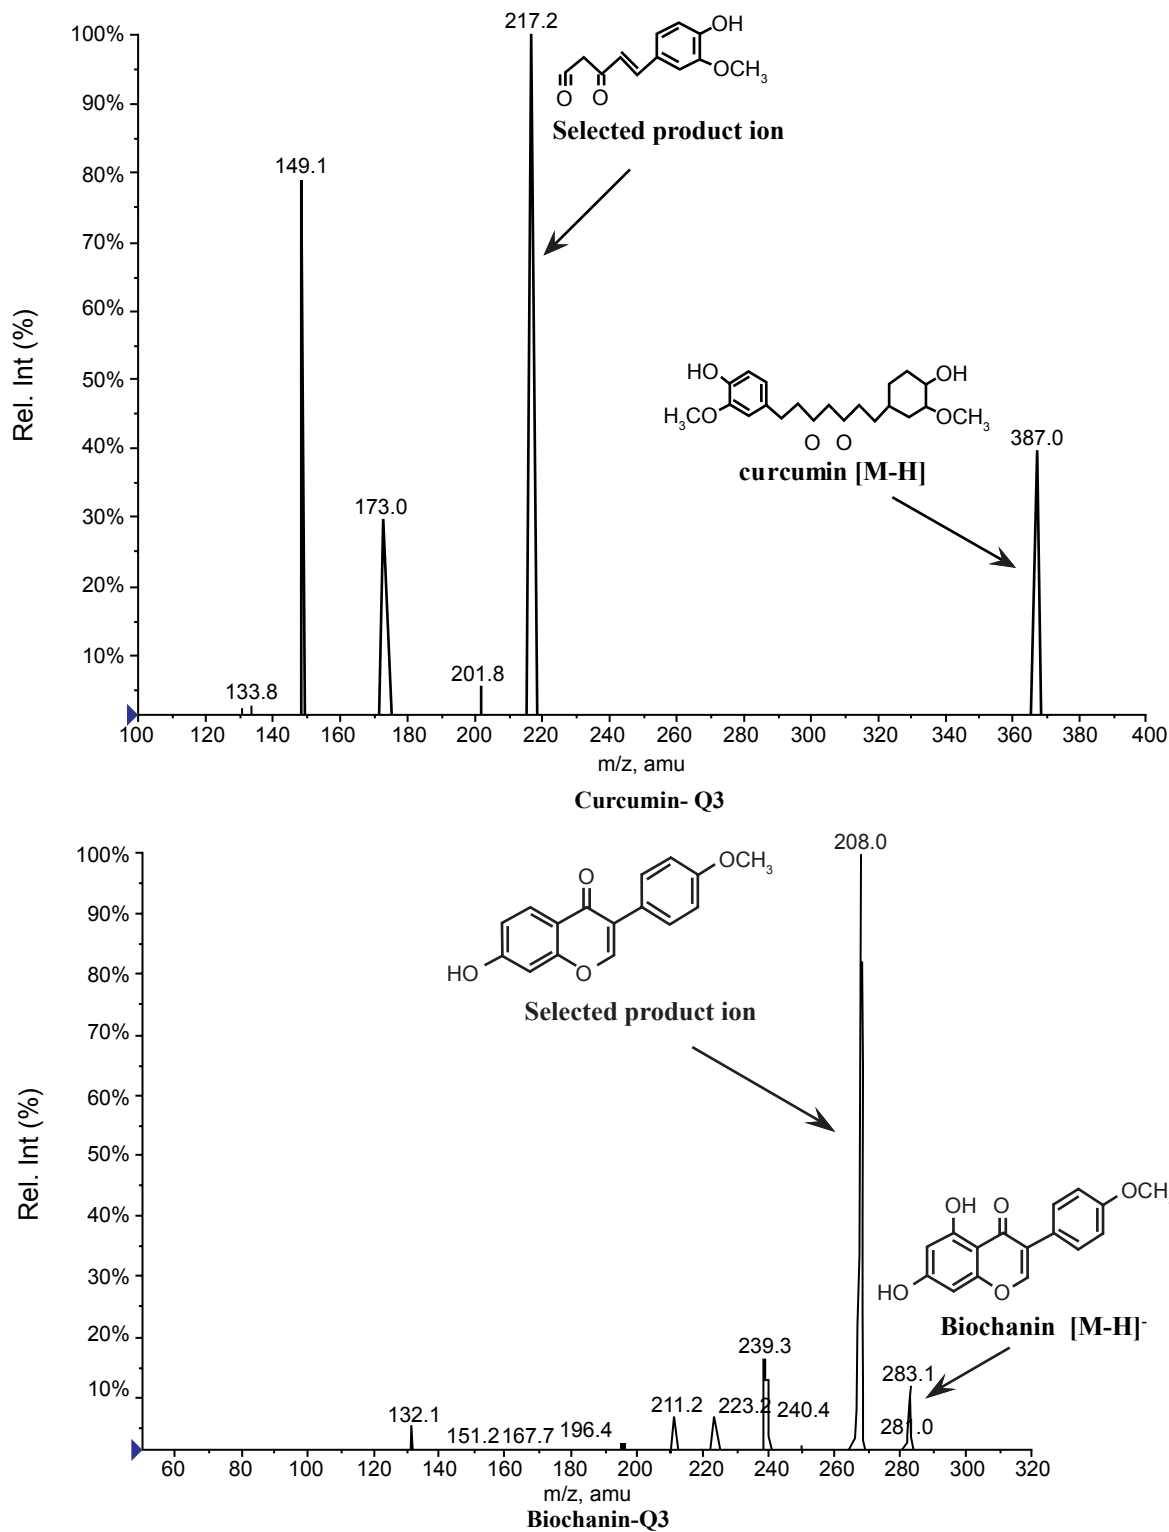 100%
90%
80%
70%
60%
50%
40%
30%
20%
10%
Rel. Int (%)
217.2
149.1
173.0
133.8
201.8
387.0
OH
OCH3
O O
Selected product ion
HO
H3CO
OH
OCH3
O O
curcumin [M-H]
100 120 140 160 180 200 220 240 260 280 300 320 340 360 380 400
m/z, amu
Curcumin- Q3
100%
90%
80%
70%
60%
50%
40%
30%
20%
10%
Rel. Int (%)
208.0
O
OCH3
HO
O
Selected product ion
OH O
OCH
HO
O
Biochanin [M-H]-
239.3
283.1
132.1
151.2 167.7 196.4
211.2
223.2
240.4
281.0
60 80 100 120 140 160 180 200 220 240 260 280 300 320
m/z, amu
Biochanin-Q3